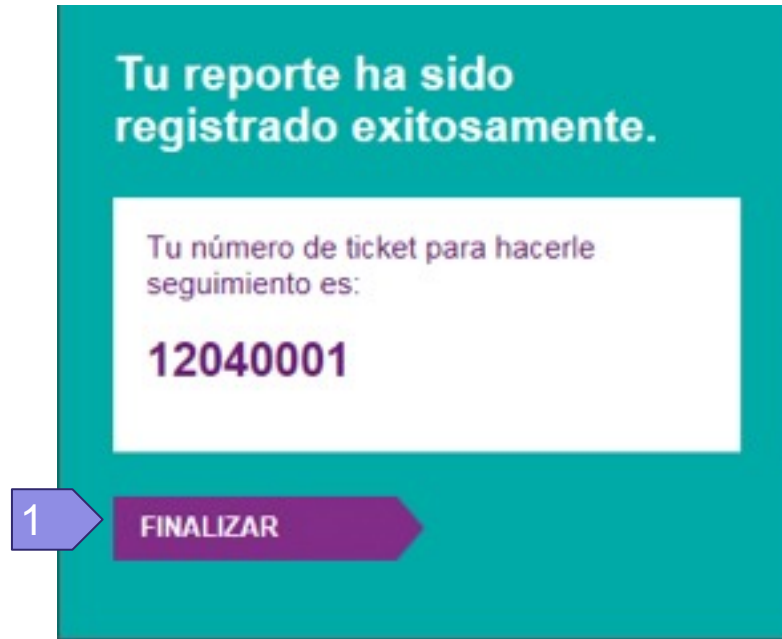 Tu reporte ha sido
registrado exitosamente.
Tu número de ticket para hacerle
seguimiento es:
12040001
1
FINALIZAR